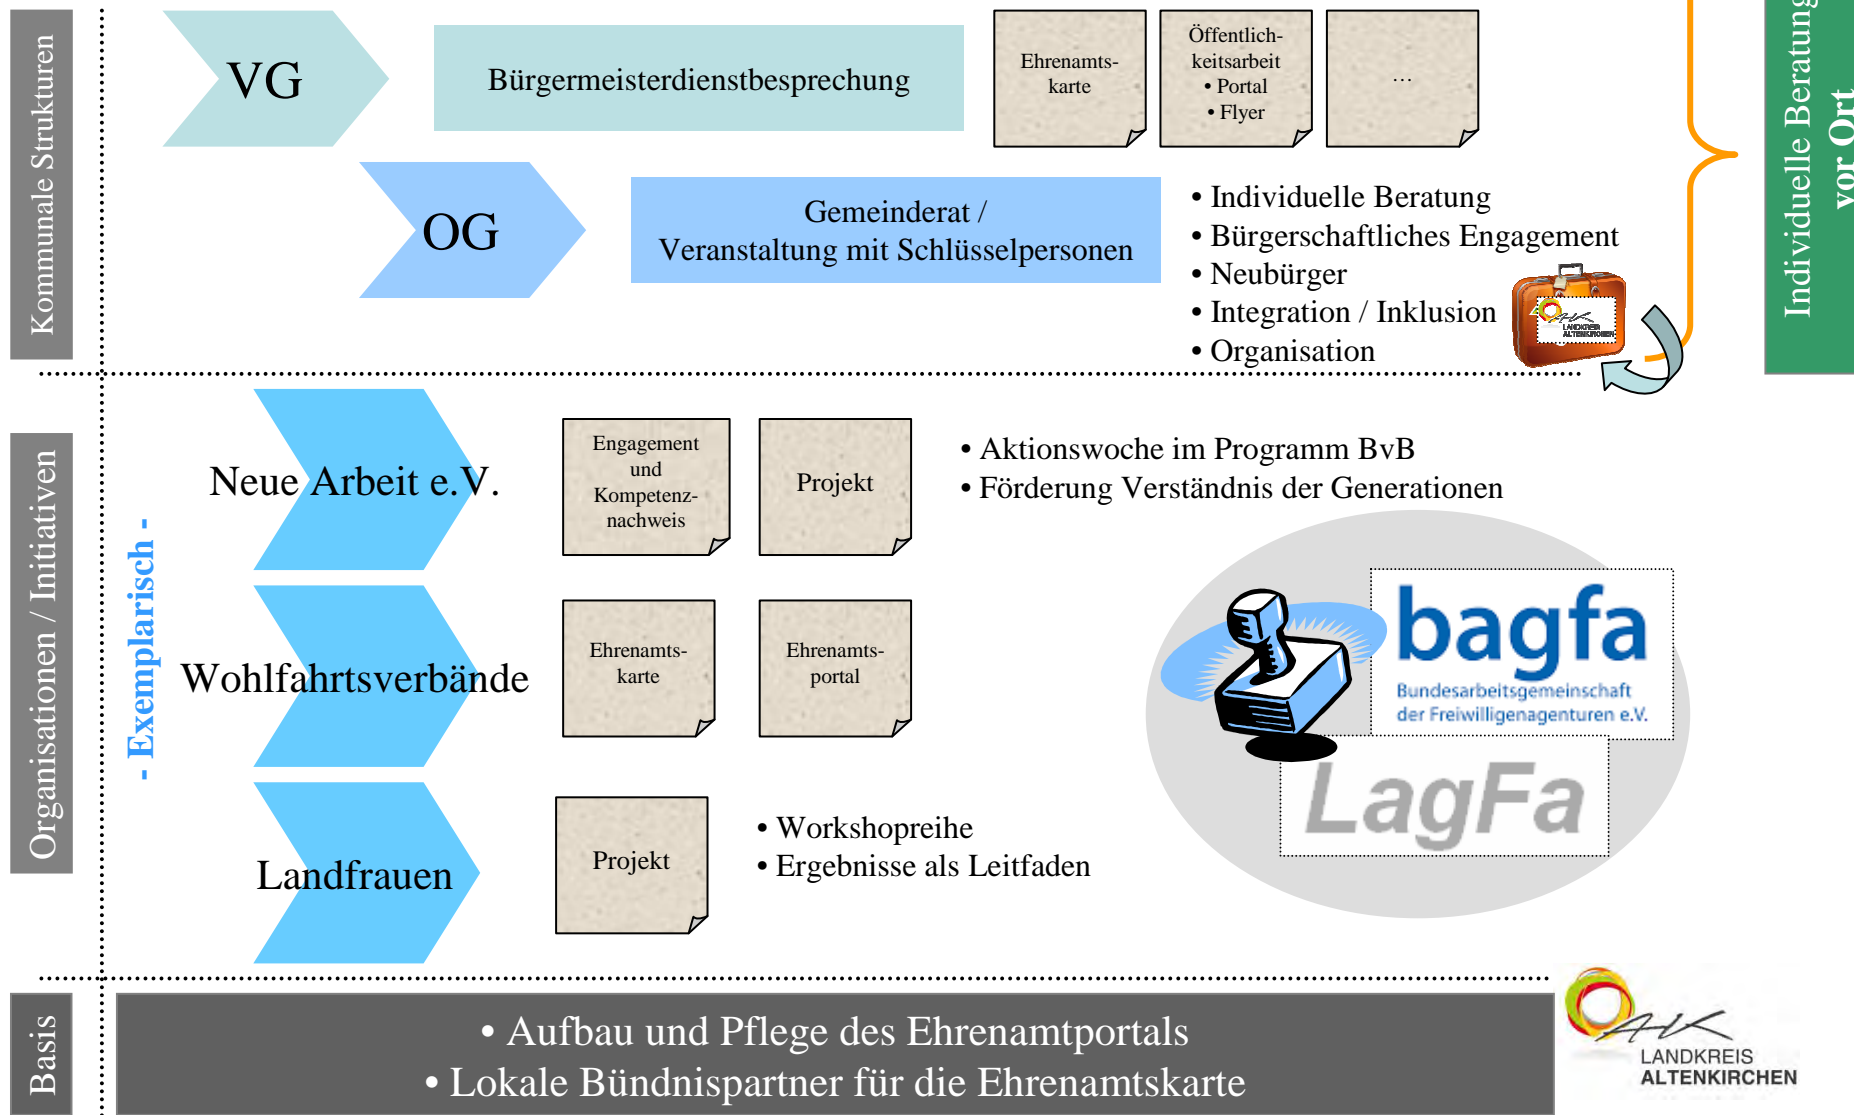 Kommunale Strukturen
VG
Bürgermeisterdienstbesprechung
Ehrenamts-
karte
Öffentlich-
keitsarbeit
• Portal
• Flyer
…
OG
Gemeinderat /
Veranstaltung mit Schlüsselpersonen
• Individuelle Beratung
• Bürgerschaftliches Engagement
• Neubürger
• Integration / Inklusion
• Organisation
LANDKREIS
ALTENKIRCHEN
Individuelle Beratung
vor Ort
Organisationen / Initiativen
- Exemplarisch -
Neue Arbeit e.V.
Engagement
und
Kompetenz-
nachweis
Projekt
• Aktionswoche im Programm BvB
• Förderung Verständnis der Generationen
Wohlfahrtsverbände
Ehrenamts-
karte
Ehrenamts-
portal
bagfa
Bundesarbeitsgemeinschaft
der Freiwilligenagenturen e.V.
LagFa
Landfrauen
Projekt
• Workshopreihe
• Ergebnisse als Leitfaden
Basis
• Aufbau und Pflege des Ehrenamtportals
• Lokale Bündnispartner für die Ehrenamtskarte
AK
LANDKREIS
ALTENKIRCHEN